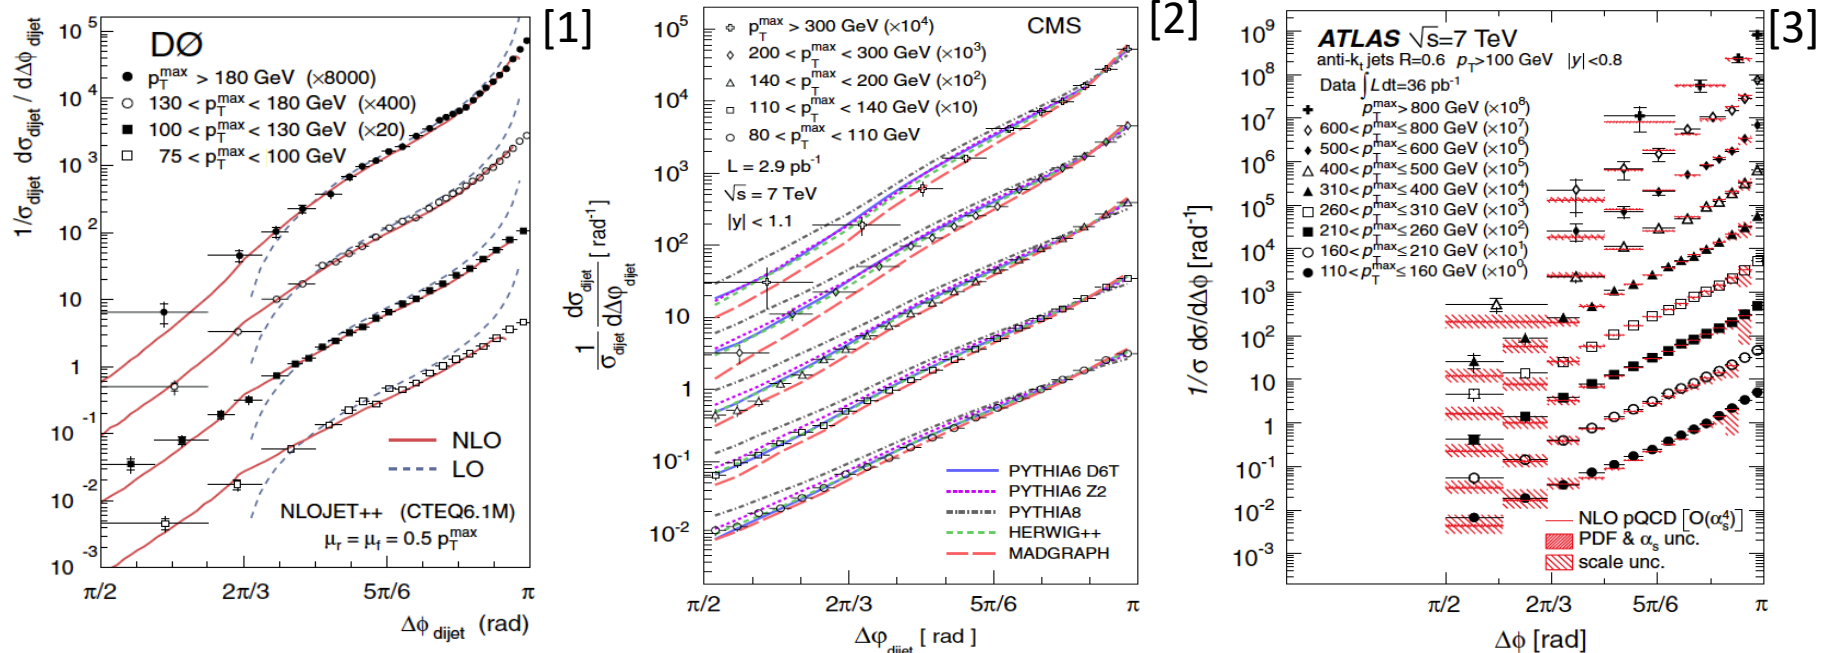 [1]
DØ
p_T^max > 180 GeV (×8000)
130 < p_T^max < 180 GeV (×400)
100 < p_T^max < 130 GeV (×20)
75 < p_T^max < 100 GeV
NLO
LO
NLOJET++ (CTEQ6.1M)
μ_r = μ_f = 0.5 p_T^max
1/σ_dijet dσ_dijet / dΔϕ_dijet
10^5
10^4
10^3
10^2
10
1
10^-1
10^-2
10^-3
π/2 2π/3 5π/6 π
Δϕ_dijet (rad)
[2]
CMS
p_T^max > 300 GeV (×10^4)
200 < p_T^max < 300 GeV (×10^3)
140 < p_T^max < 200 GeV (×10^2)
110 < p_T^max < 140 GeV (×10)
80 < p_T^max < 110 GeV
L = 2.9 pb^-1
√s = 7 TeV
|y| < 1.1
PYTHIA6 D6T
PYTHIA6 Z2
PYTHIA8
HERWIG++
MADGRAPH
1/σ_dijet dσ_dijet/dΔφ_dijet [ rad^-1 ]
10^5
10^4
10^3
10^2
10
1
10^-1
10^-2
π/2 2π/3 5π/6 π
Δφ_dijet [ rad ]
[3]
ATLAS √s=7 TeV
anti-k_t jets R=0.6 p_T>100 GeV |y|<0.8
Data ∫L dt=36 pb^-1
p_T^max>800 GeV (×10^8)
600<p_T^max≤800 GeV (×10^7)
500<p_T^max≤600 GeV (×10^6)
400<p_T^max≤500 GeV (×10^5)
310<p_T^max≤400 GeV (×10^4)
260<p_T^max≤310 GeV (×10^3)
210<p_T^max≤260 GeV (×10^2)
160<p_T^max≤210 GeV (×10^1)
110<p_T^max≤160 GeV (×10^0)
NLO pQCD [O(α_s^4)]
PDF & α_s unc.
scale unc.
1/σ dσ/dΔϕ [rad^-1]
10^9
10^8
10^7
10^6
10^5
10^4
10^3
10^2
10
1
10^-1
10^-2
10^-3
π/2 2π/3 5π/6 π
Δϕ [rad]